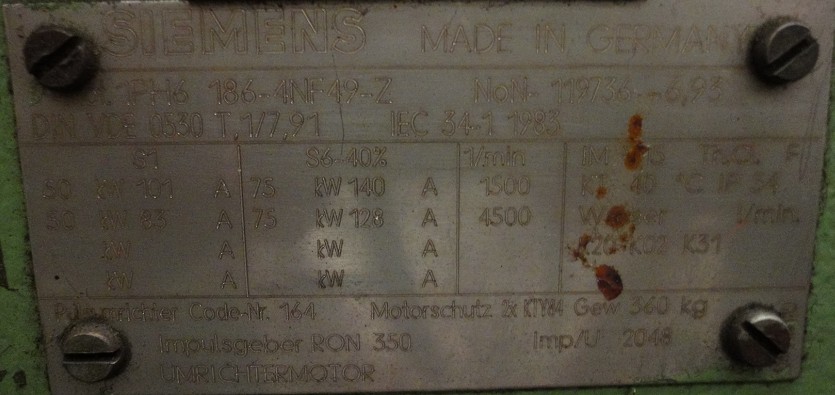 SIEMENS MADE IN GERMANY
1PH6 186-4NF49-Z NoN- 119736 6,93
DIN VDE 0530 T,1/7,91 IEC 34-1 1983
S1 S6-40% 1/min IM F
50 kW 101 A 75 kW 140 A 1500 40 °C IP 54
50 kW 83 A 75 kW 128 A 4500 Wasser l/min.
kW A kW A K20 K02 K31
kW A kW A
Code-Nr. 164 Motorschutz 2x KTY84 Gew 360 kg
Impulsgeber RON 350 Imp/U 2048
UMRICHTERMOTOR